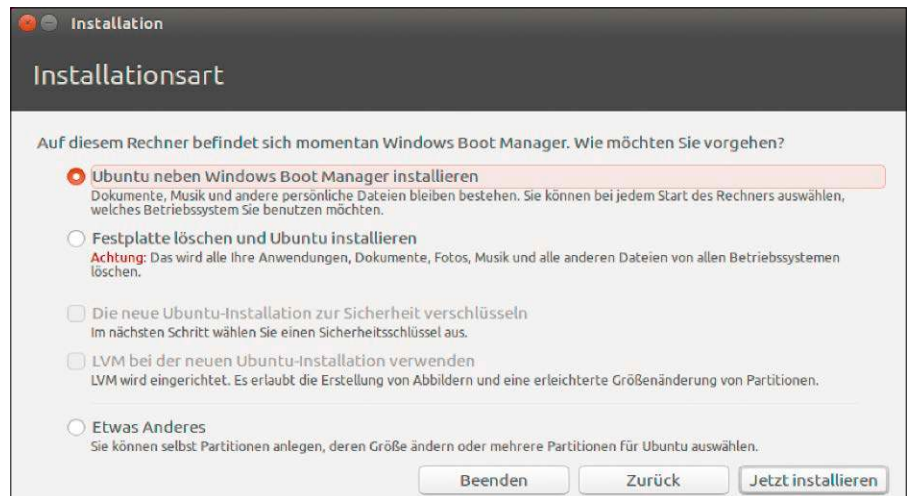 Installation
Installationsart
Auf diesem Rechner befindet sich momentan Windows Boot Manager. Wie möchten Sie vorgehen?
Ubuntu neben Windows Boot Manager installieren
Dokumente, Musik und andere persönliche Dateien bleiben bestehen. Sie können bei jedem Start des Rechners auswählen,
welches Betriebssystem Sie benutzen möchten.
Festplatte löschen und Ubuntu installieren
Achtung: Das wird alle Ihre Anwendungen, Dokumente, Fotos, Musik und alle anderen Dateien von allen Betriebssystemen
löschen.
Die neue Ubuntu-Installation zur Sicherheit verschlüsseln
Im nächsten Schritt wählen Sie einen Sicherheitsschlüssel aus.
LVM bei der neuen Ubuntu-Installation verwenden
LVM wird eingerichtet. Es erlaubt die Erstellung von Abbildern und eine erleichterte Größenänderung von Partitionen.
Etwas Anderes
Sie können selbst Partitionen anlegen, deren Größe ändern oder mehrere Partitionen für Ubuntu auswählen.
Beenden Zurück Jetzt installieren